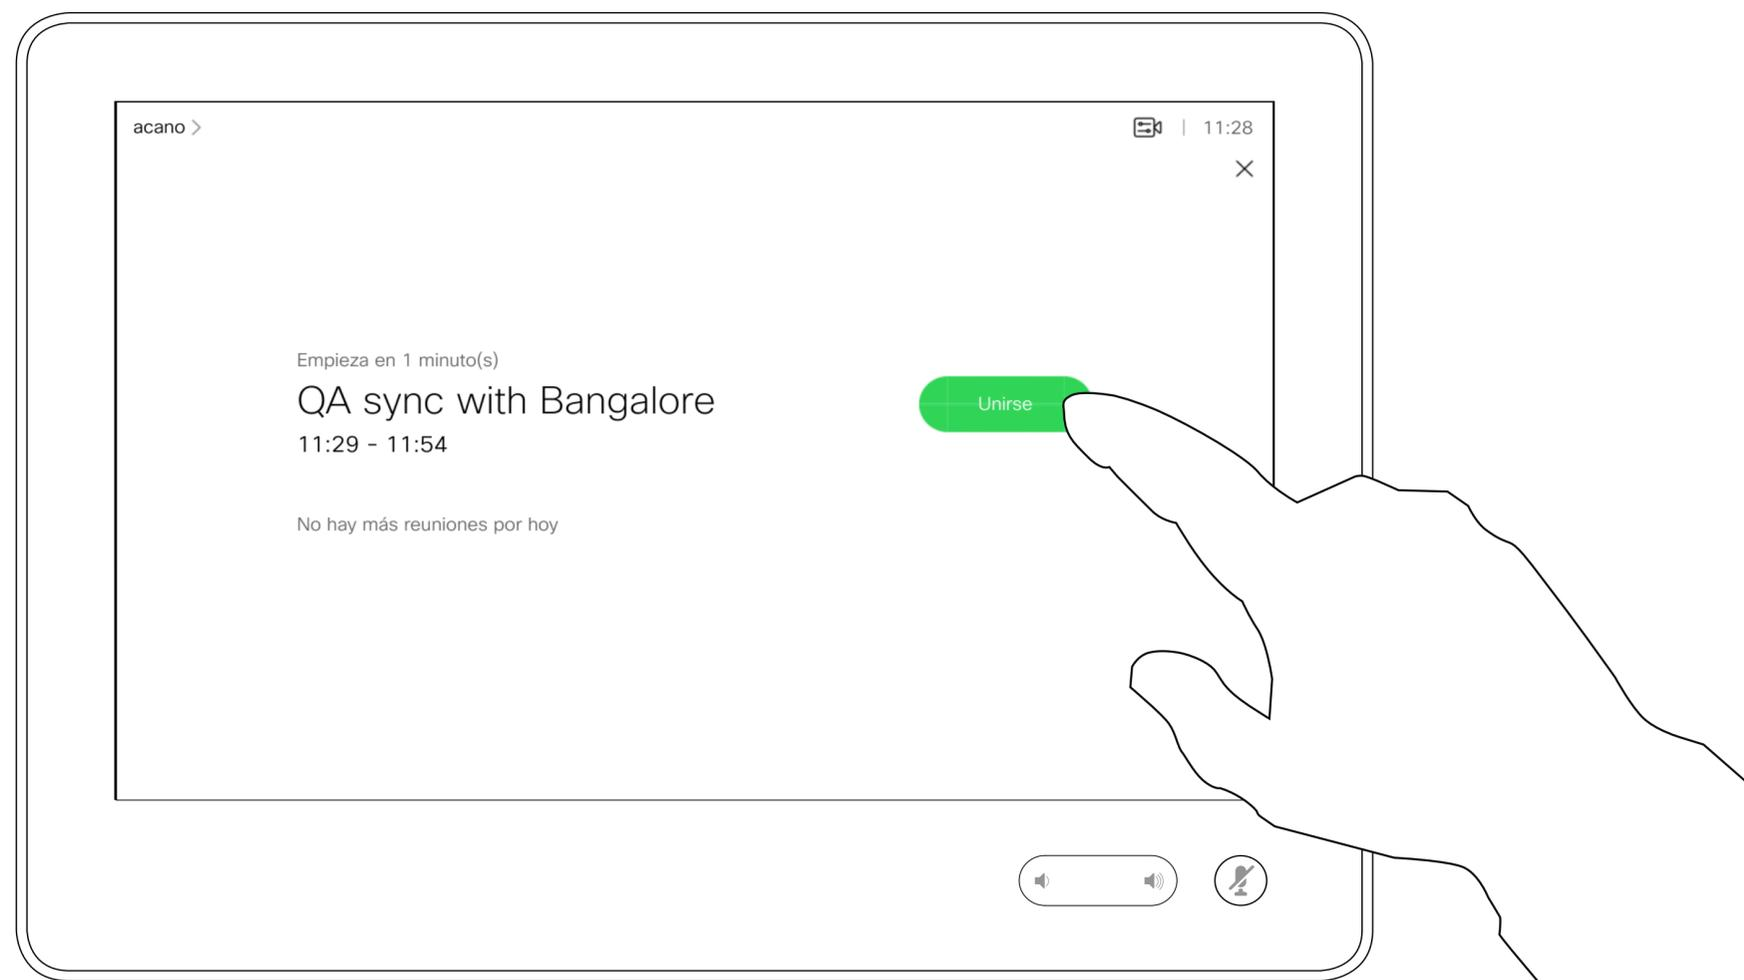 acano
11:28
Empieza en 1 minuto(s)
QA sync with Bangalore
Unirse
11:29 - 11:54
No hay más reuniones por hoy